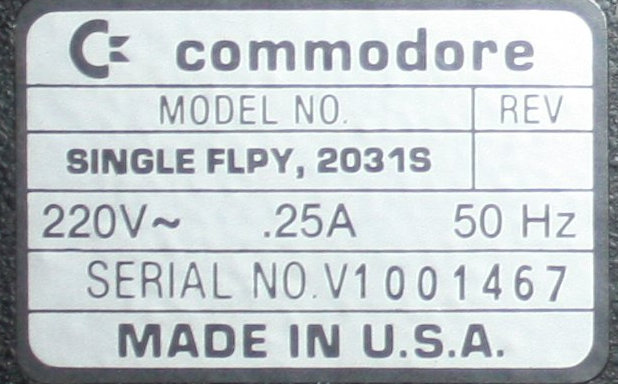 commodore
MODEL NO. REV
SINGLE FLPY, 2031S
220V~ .25A 50 Hz
SERIAL NO. V1001467
MADE IN U.S.A.